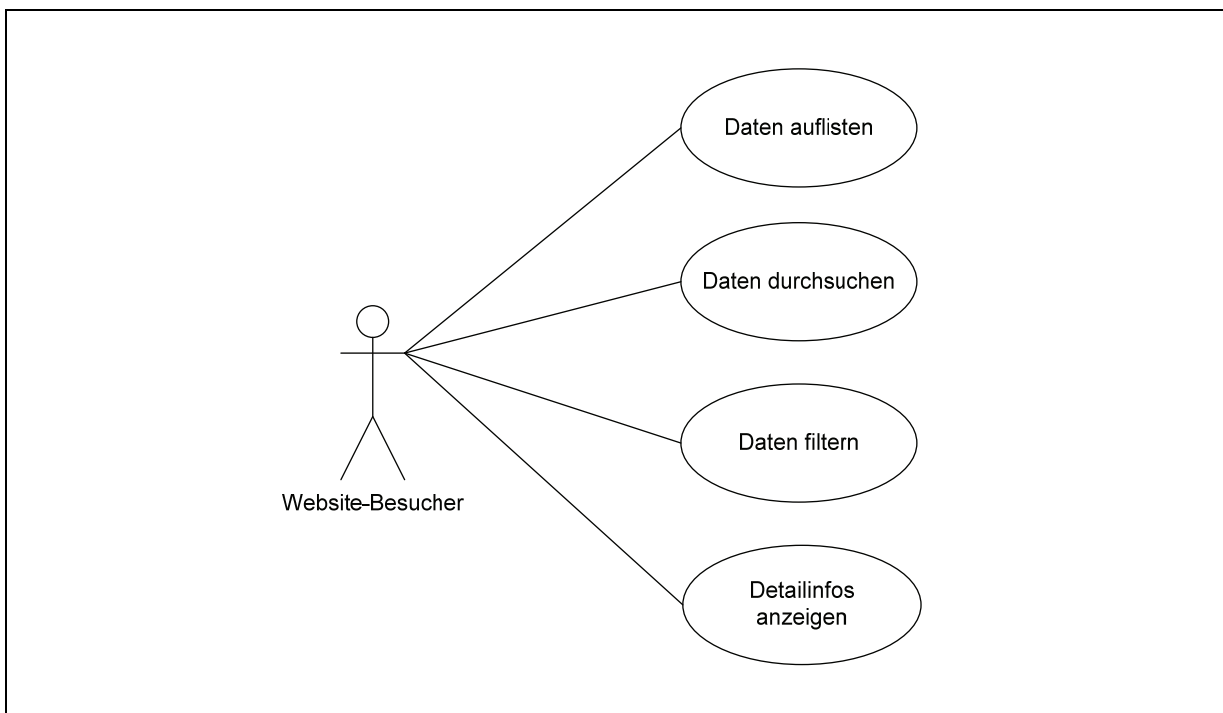 Daten auflisten
Daten durchsuchen
Website-Besucher
Daten filtern
Detailinfos
anzeigen